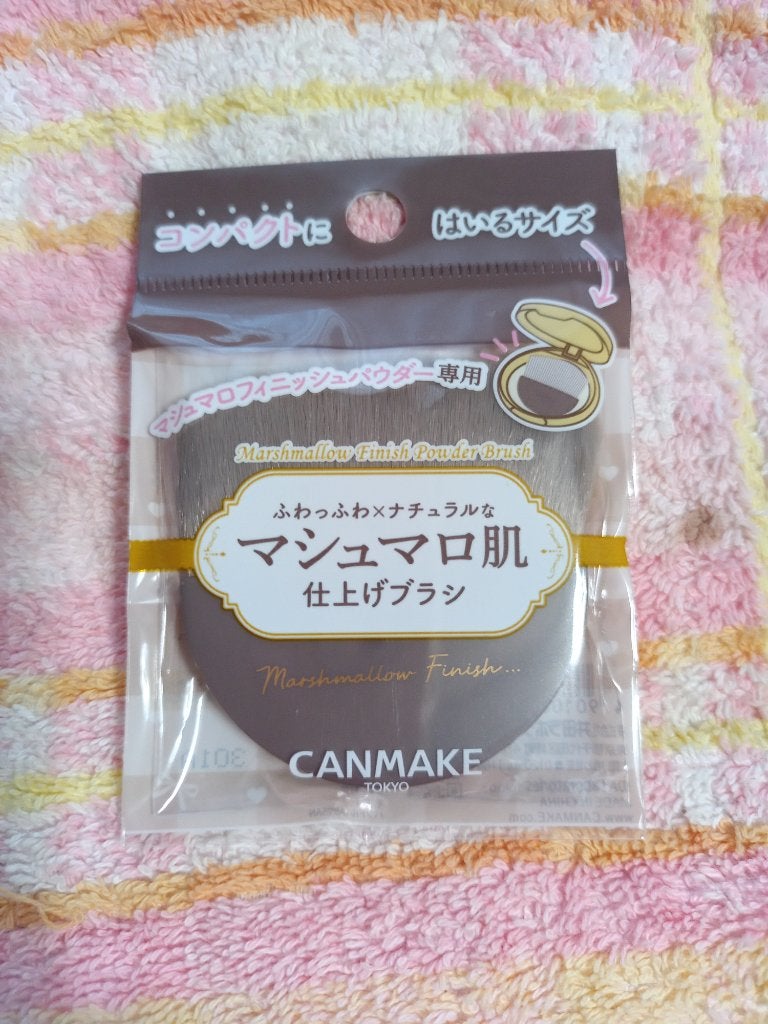 コンパクトに はいるサイズ
マシュマロフィニッシュパウダー専用
Marshmallow Finish Powder Brush
ふわっふわ×ナチュラルな
マシュマロ肌
仕上げブラシ
Marshmallow Finish...
CANMAKE
TOKYO
www.CANMAKE.com